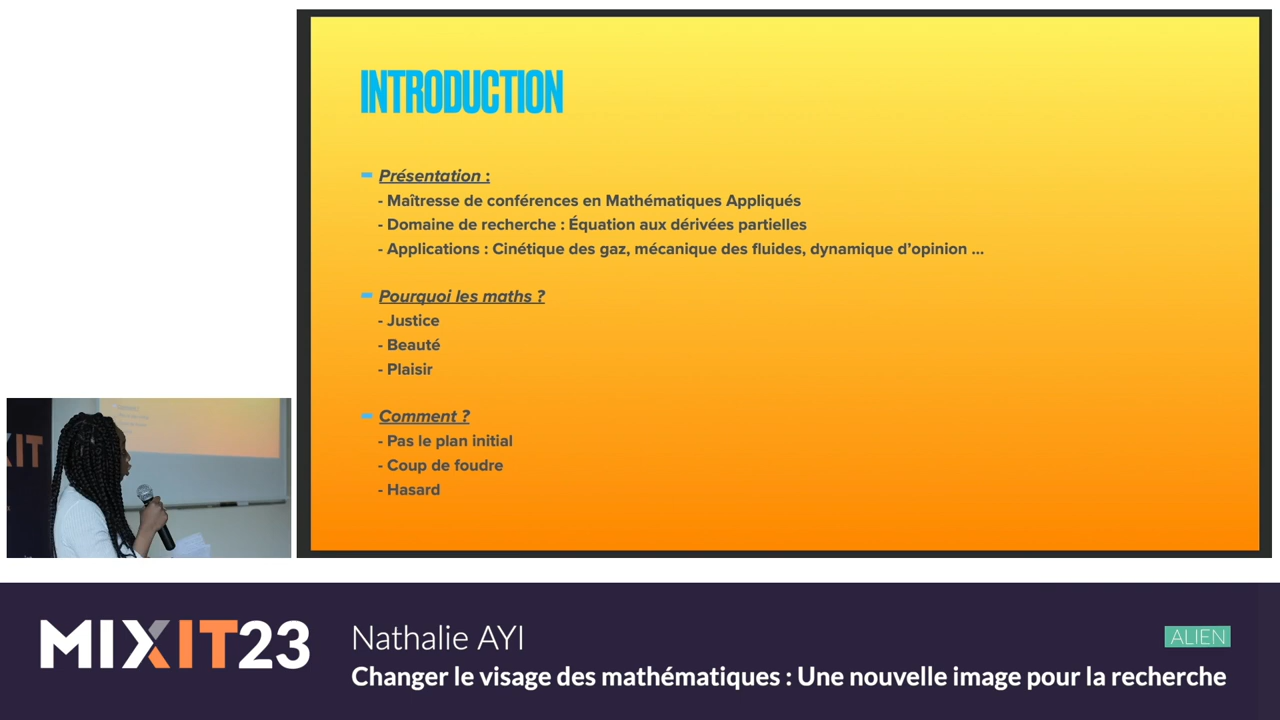 INTRODUCTION
Présentation :
- Maîtresse de conférences en Mathématiques Appliqués
- Domaine de recherche : Équation aux dérivées partielles
- Applications : Cinétique des gaz, mécanique des fluides, dynamique d'opinion ...
Pourquoi les maths ?
- Justice
- Beauté
- Plaisir
Comment ?
- Pas le plan initial
- Coup de foudre
- Hasard
XIT
MIXIT23
Nathalie AYI
ALIEN
Changer le visage des mathématiques : Une nouvelle image pour la recherche